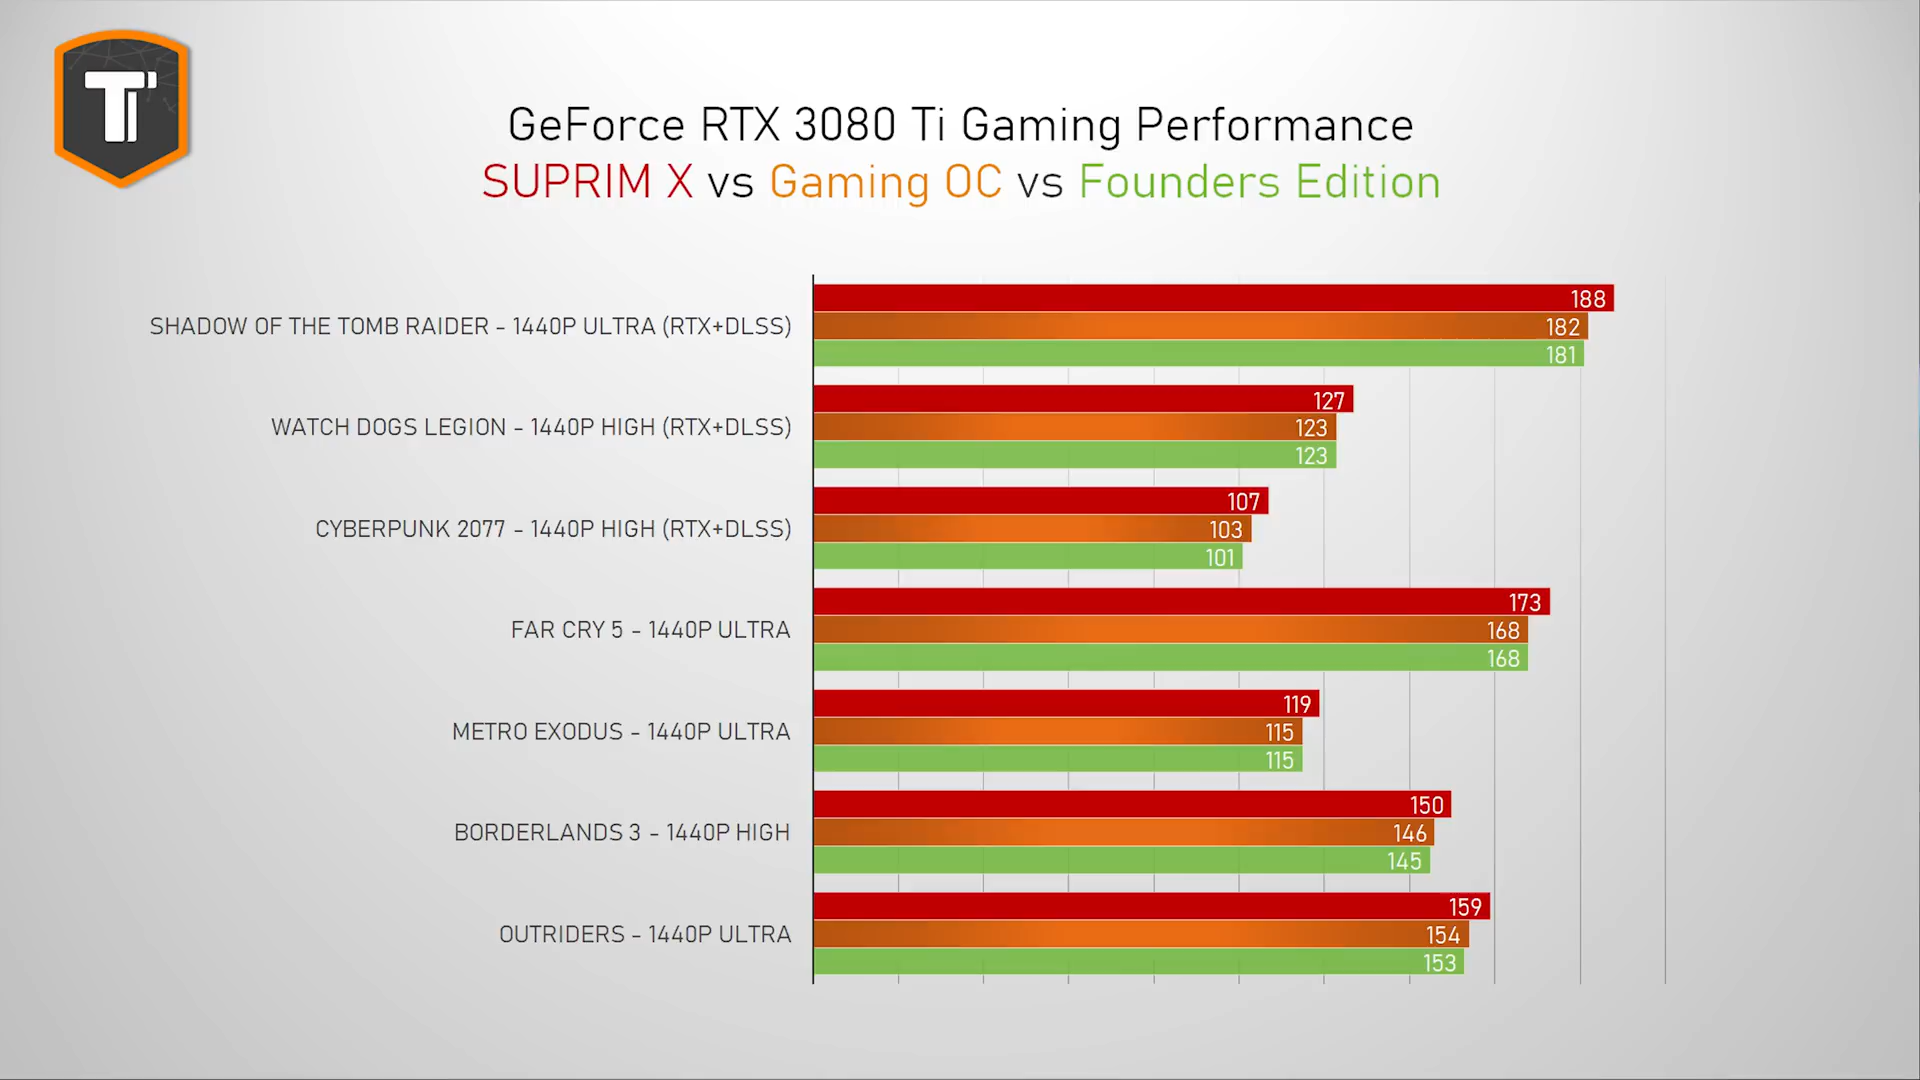 Ti
GeForce RTX 3080 Ti Gaming Performance
SUPRIM X vs Gaming OC vs Founders Edition
SHADOW OF THE TOMB RAIDER - 1440P ULTRA (RTX+DLSS)
188
182
181
WATCH DOGS LEGION - 1440P HIGH (RTX+DLSS)
127
123
123
CYBERPUNK 2077 - 1440P HIGH (RTX+DLSS)
107
103
101
FAR CRY 5 - 1440P ULTRA
173
168
168
METRO EXODUS - 1440P ULTRA
119
115
115
BORDERLANDS 3 - 1440P HIGH
150
146
145
OUTRIDERS - 1440P ULTRA
159
154
153